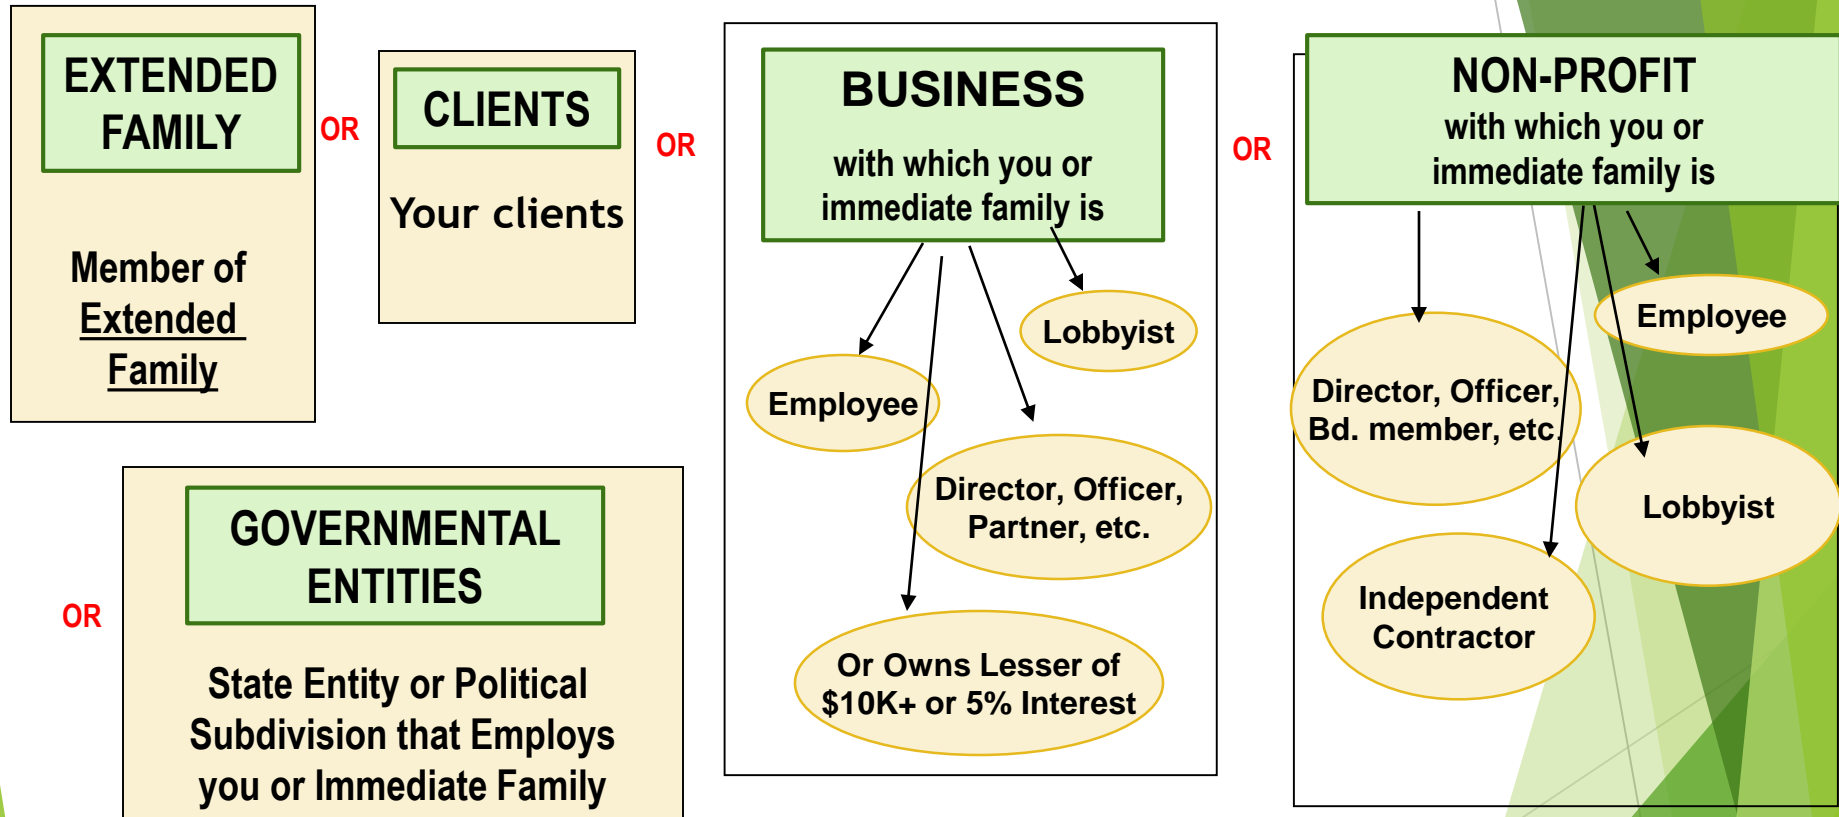 EXTENDED
FAMILY
Member of
Extended
Family
OR
CLIENTS
Your clients
OR
BUSINESS
with which you or
immediate family is
Lobbyist
Employee
Director, Officer,
Partner, etc.
Or Owns Lesser of
$10K+ or 5% Interest
OR
NON-PROFIT
with which you or
immediate family is
Employee
Director, Officer,
Bd. member, etc.
Lobbyist
Independent
Contractor
OR
GOVERNMENTAL
ENTITIES
State Entity or Political
Subdivision that Employs
you or Immediate Family